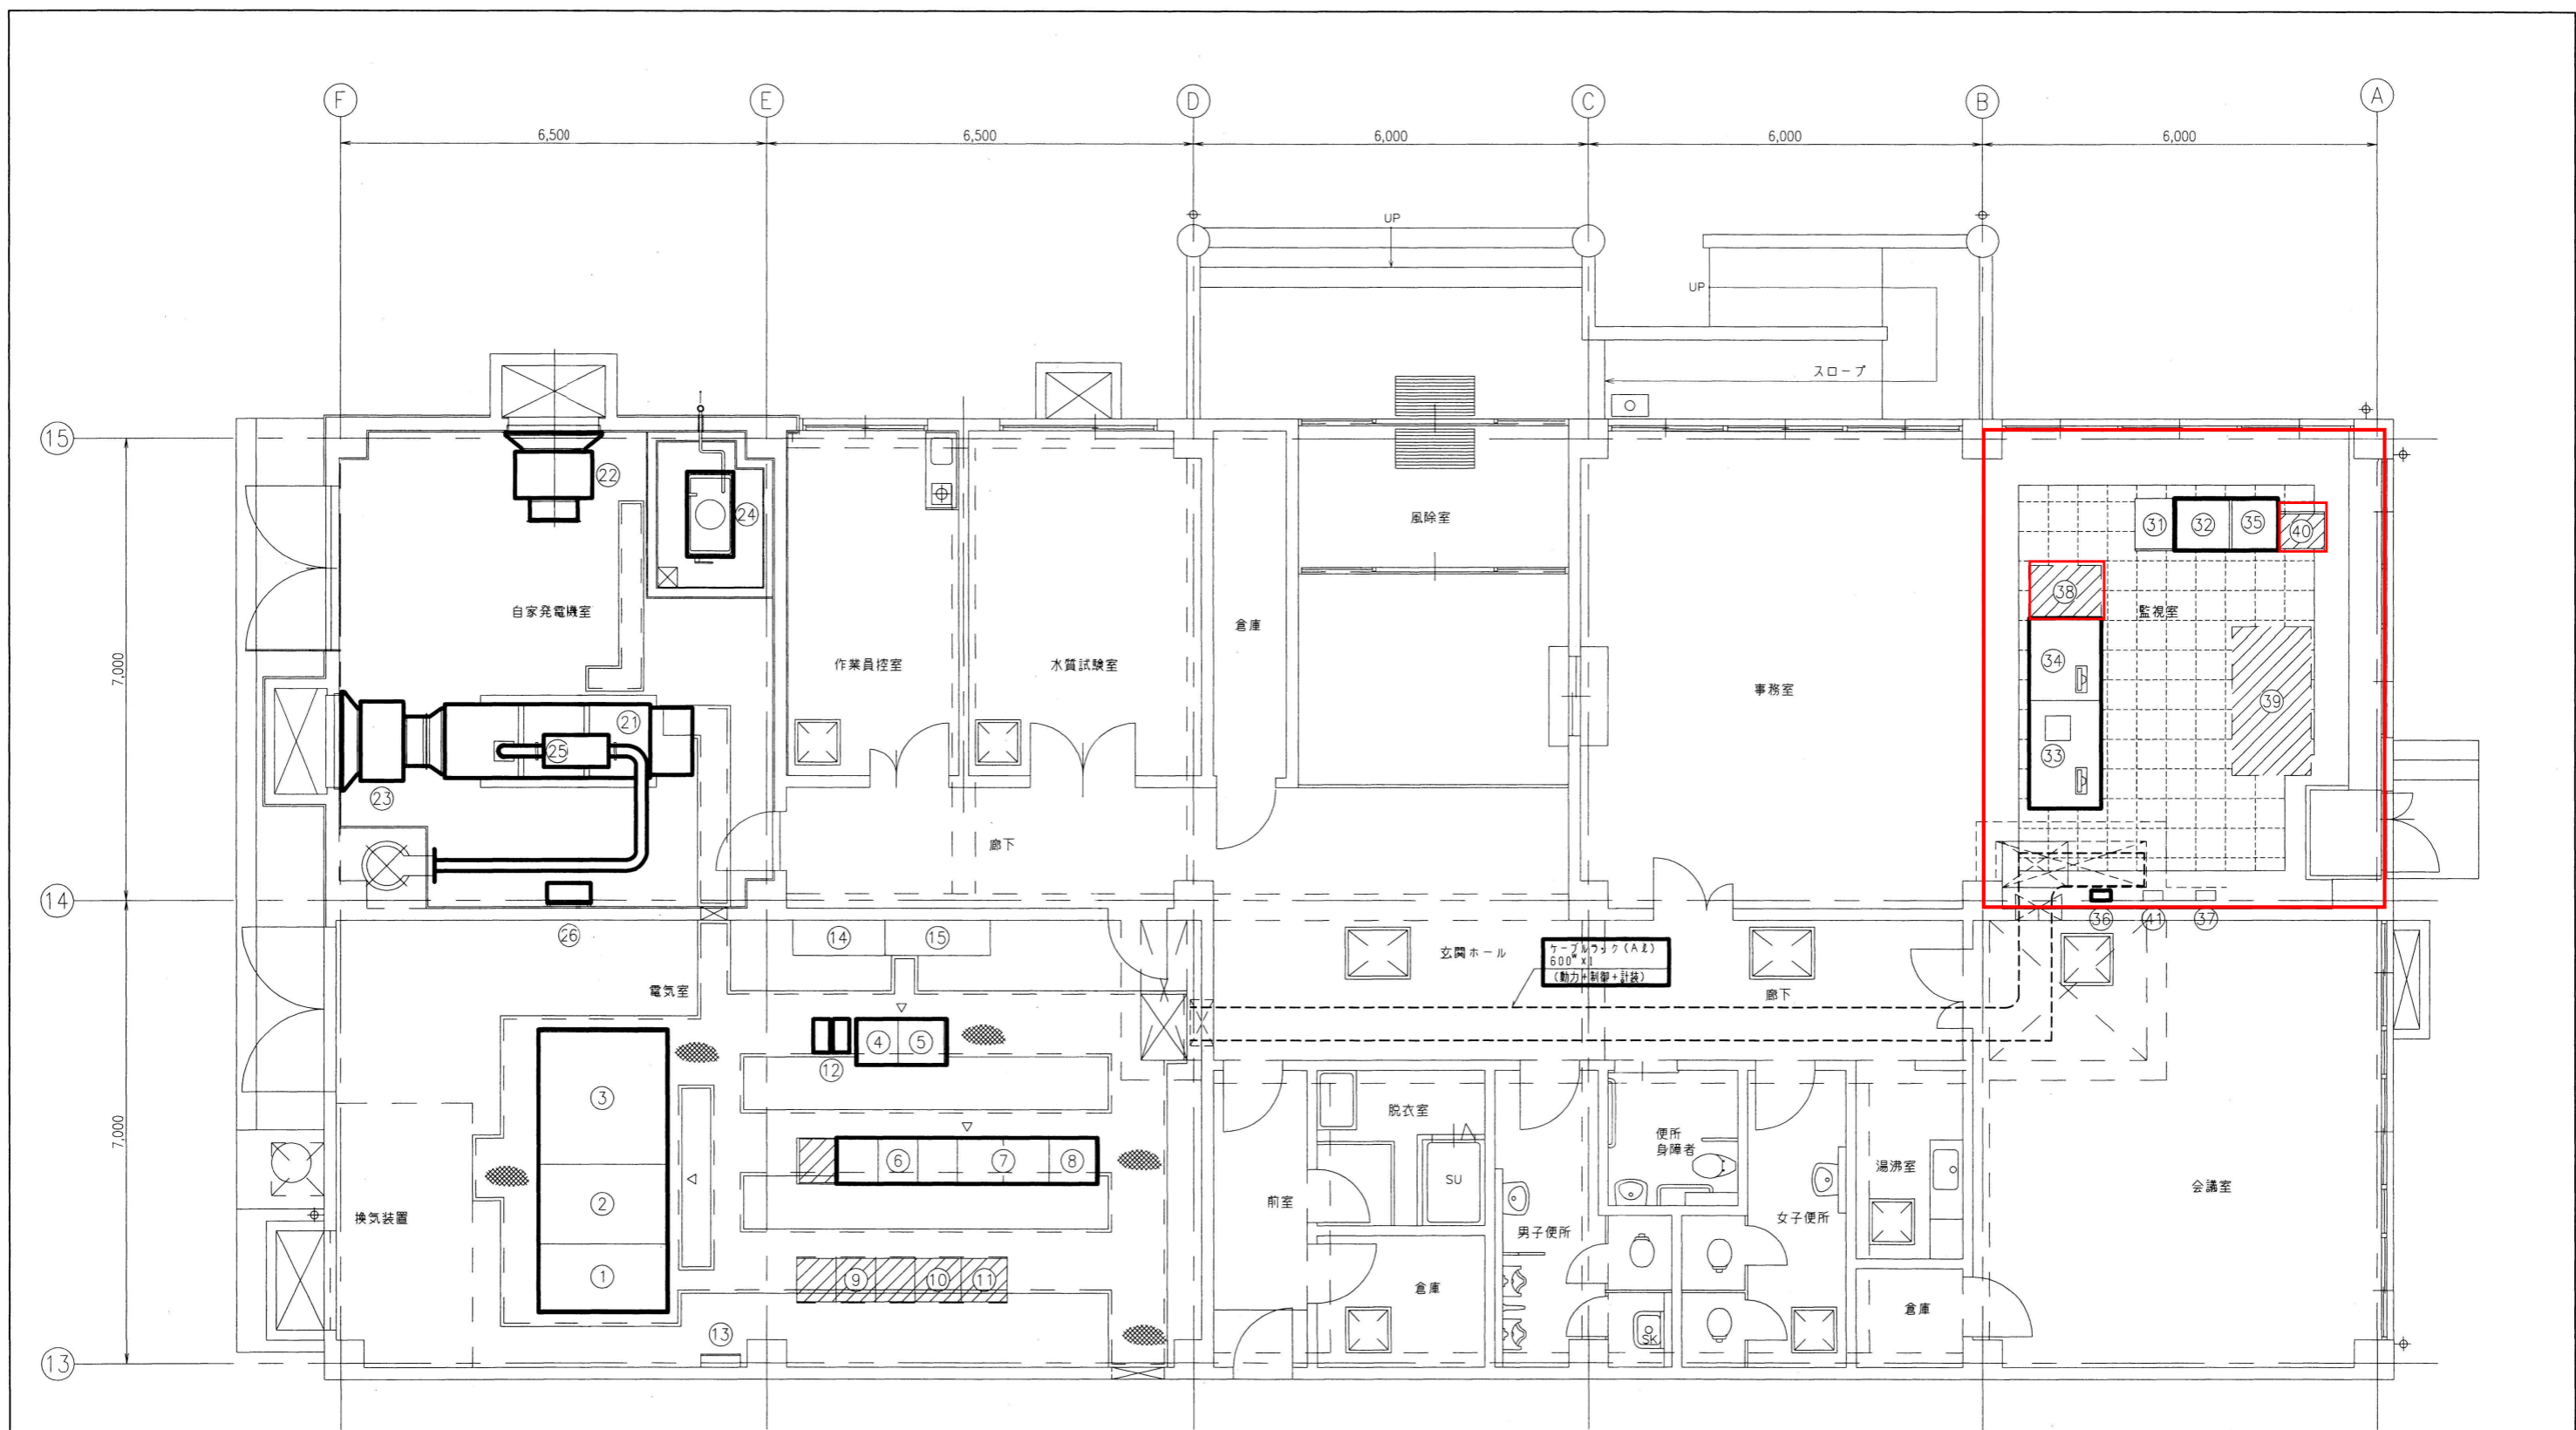 F
E
D
C
B
A
6,500
6,500
6,000
6,000
6,000
UP
UP
スロープ
15
22
24
自家発電機室
作業員控室
水質試験室
倉庫
風除室
事務室
31
32
35
40
38
監視室
34
39
33
7,000
21
25
23
廊下
14
26
36
41
37
14
15
電気室
玄関ホール
ケーブルラック(Aℓ)
600ᵂx1
(動力+制御+計装)
廊下
4
5
12
3
7,000
脱衣室
便所
身障者
6
7
8
SU
湯沸室
前室
会議室
2
換気装置
男子便所
女子便所
1
9
10
11
倉庫
倉庫
SK
13
13